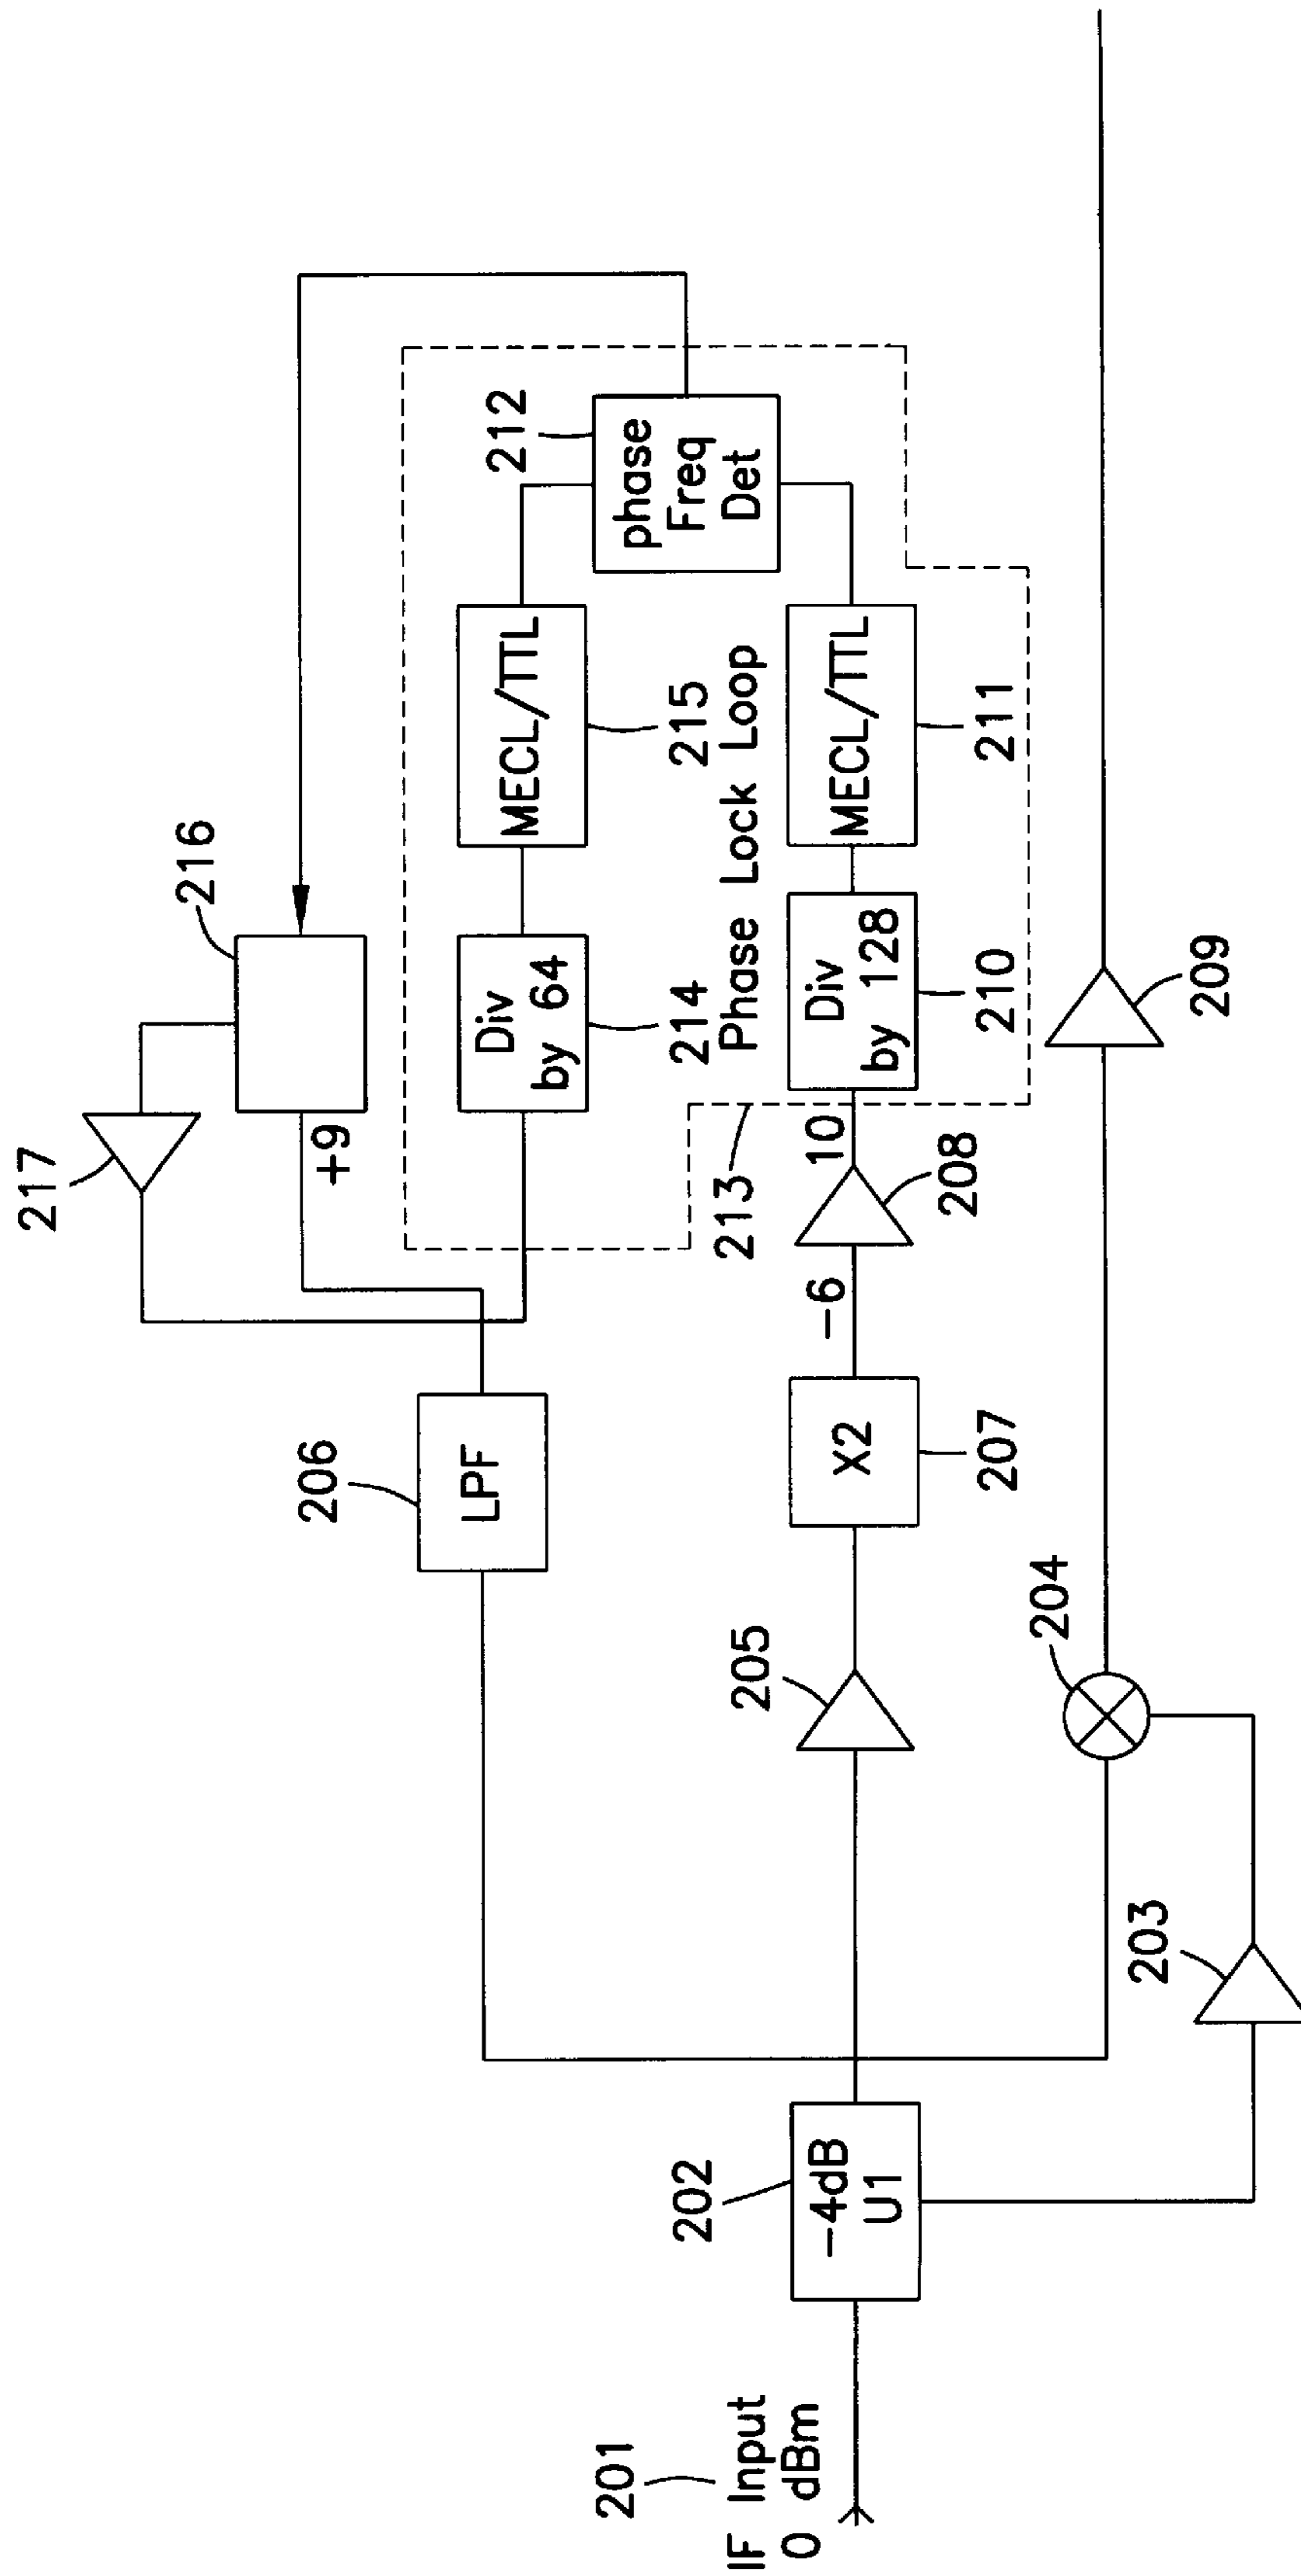 201
IF Input
0 dBm
202
-4dB
U1
203
204
205
206
LPF
207
X2
-6
208
10
209
213
217
+9
216
Div
by 64
214
MECL/TTL
215
Phase Lock Loop
Div
by 128
210
MECL/TTL
211
212
phase
Freq
Det